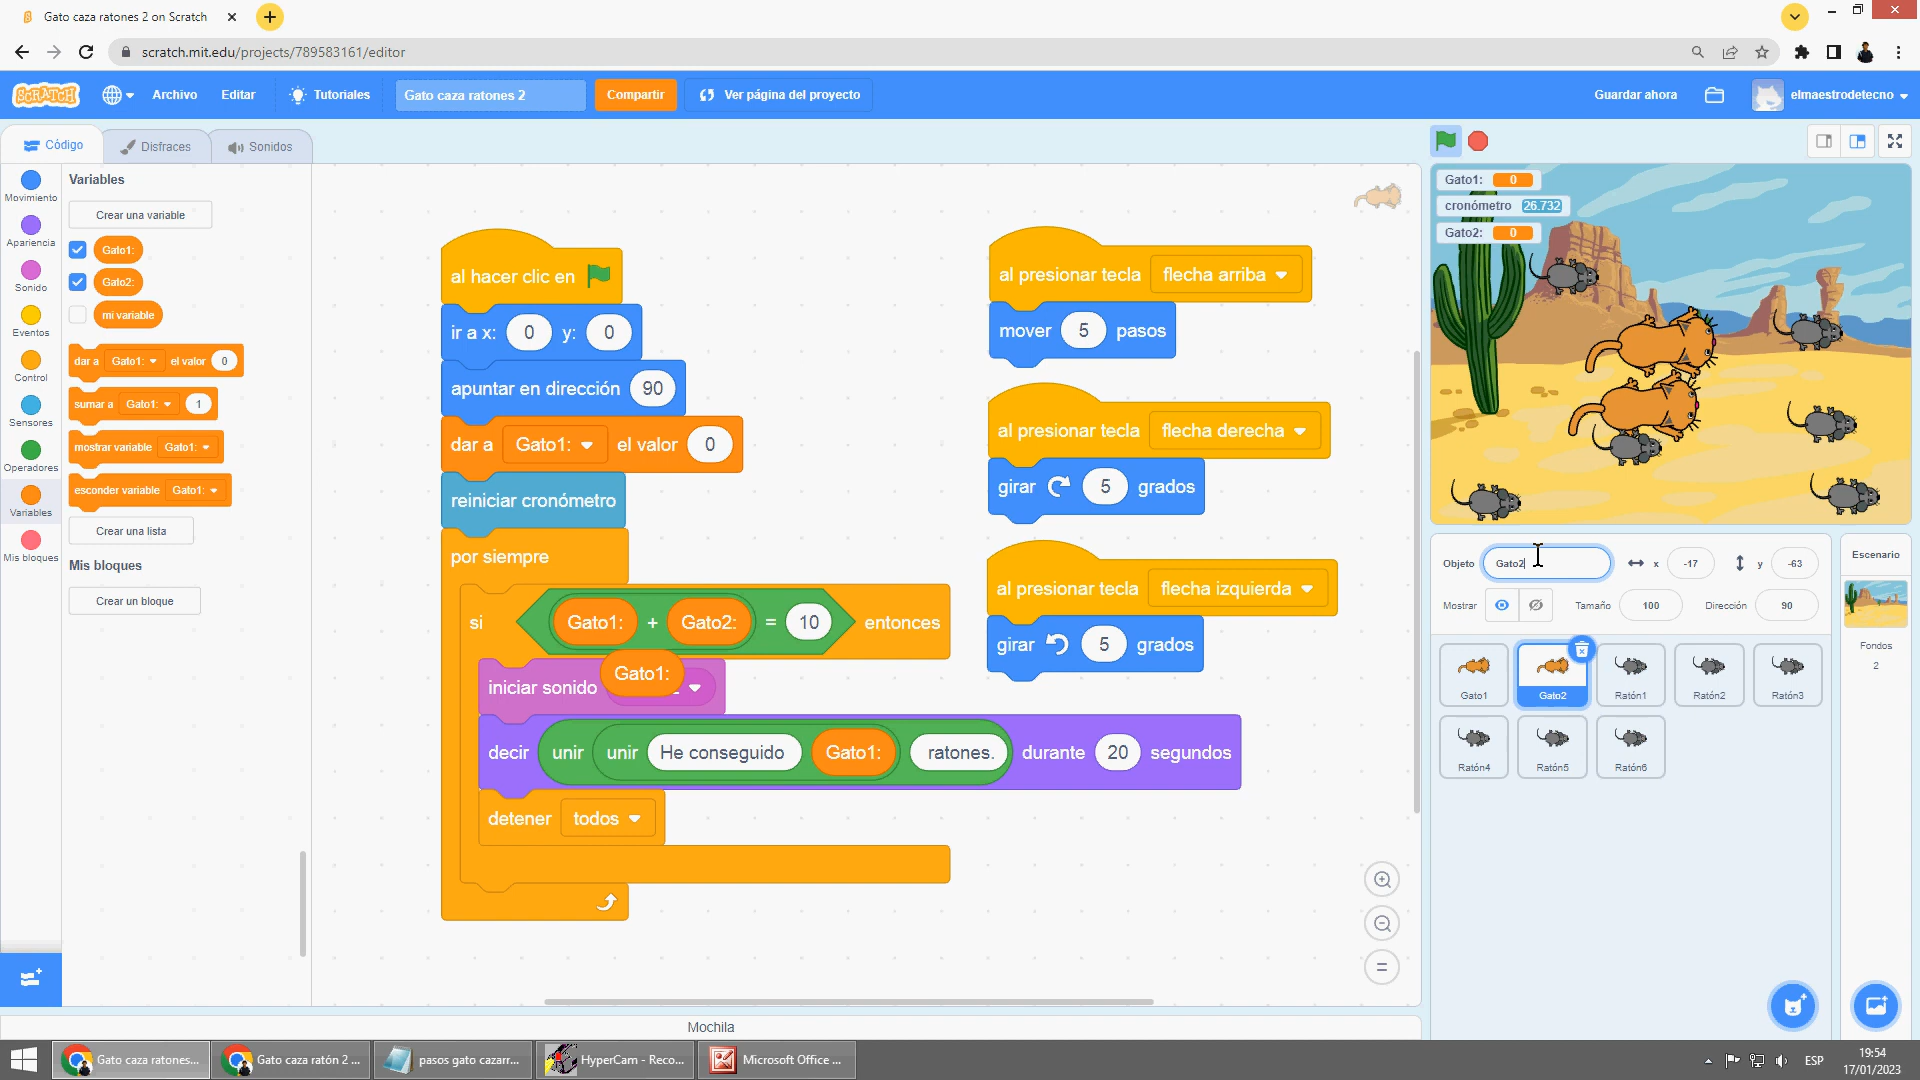 Gato caza ratones 2 on Scratch
scratch.mit.edu/projects/789583161/editor
SCRATCH
Archivo
Editar
Tutoriales
Gato caza ratones 2
Compartir
Ver página del proyecto
Guardar ahora
elmaestrodetecno
Código
Disfraces
Sonidos
Movimiento
Apariencia
Sonido
Eventos
Control
Sensores
Operadores
Variables
Mis bloques
Variables
Crear una variable
Gato1:
Gato2:
mi variable
dar a Gato1: el valor 0
sumar a Gato1: 1
mostrar variable Gato1:
esconder variable Gato1:
Crear una lista
Mis bloques
Crear un bloque
al hacer clic en
ir a x: 0 y: 0
apuntar en dirección 90
dar a Gato1: el valor 0
reiniciar cronómetro
por siempre
si Gato1: + Gato2: = 10 entonces
Gato1:
iniciar sonido
decir unir unir He conseguido Gato1: ratones. durante 20 segundos
detener todos
al presionar tecla flecha arriba
mover 5 pasos
al presionar tecla flecha derecha
girar 5 grados
al presionar tecla flecha izquierda
girar 5 grados
Gato1: 0
cronómetro 26.732
Gato2: 0
Objeto Gato2 x -17 y -63
Mostrar Tamaño 100 Dirección 90
Gato1 Gato2 Ratón1 Ratón2 Ratón3
Ratón4 Ratón5 Ratón6
Escenario
Fondos
2
Mochila
Gato caza ratones...
Gato caza ratón 2 ...
pasos gato cazarr...
HyperCam - Reco...
Microsoft Office ...
ESP
19:54
17/01/2023